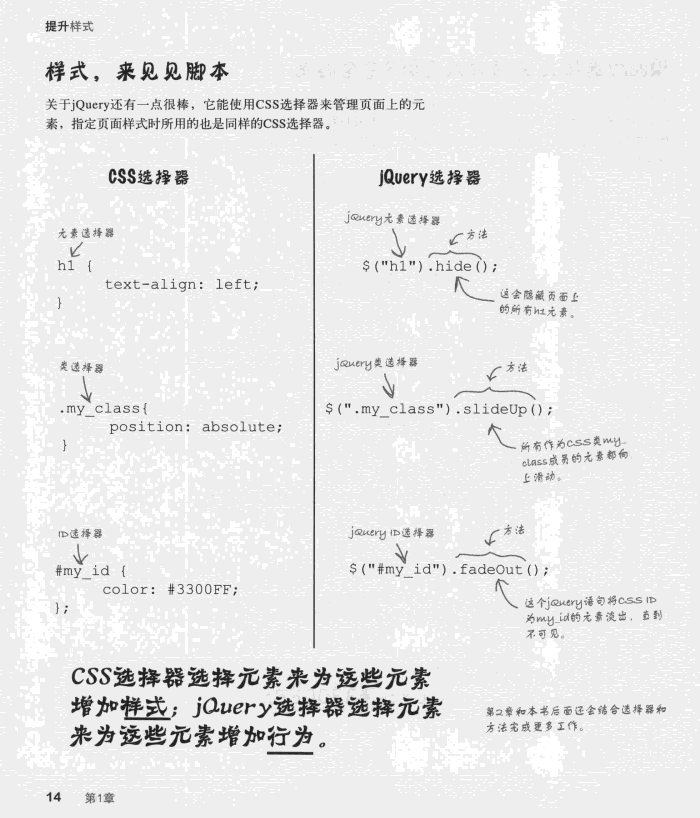 提升样式
样式，来见见脚本
关于jQuery还有一点很棒，它能使用CSS选择器来管理页面上的元
素，指定页面样式时所用的也是同样的CSS选择器。
CSS选择器
元素选择器
h1 {
text-align: left;
}
类选择器
.my_class{
position: absolute;
}
ID选择器
#my_id {
color: #3300FF;
};
jQuery选择器
jQuery元素选择器
方法
$("h1").hide();
这会隐藏页面上
的所有h1元素。
jQuery类选择器
方法
$(".my_class").slideUp();
所有作为CSS类my_
class成员的元素都向
上滑动。
jQuery ID选择器
方法
$("#my_id").fadeOut();
这个jQuery语句将CSS ID
为my_id的元素淡出，直到
不可见。
CSS选择器选择元素来为这些元素
增加样式；jQuery选择器选择元素
来为这些元素增加行为。
第2章和本书后面还会结合选择器和
方法完成更多工作。
14 第1章